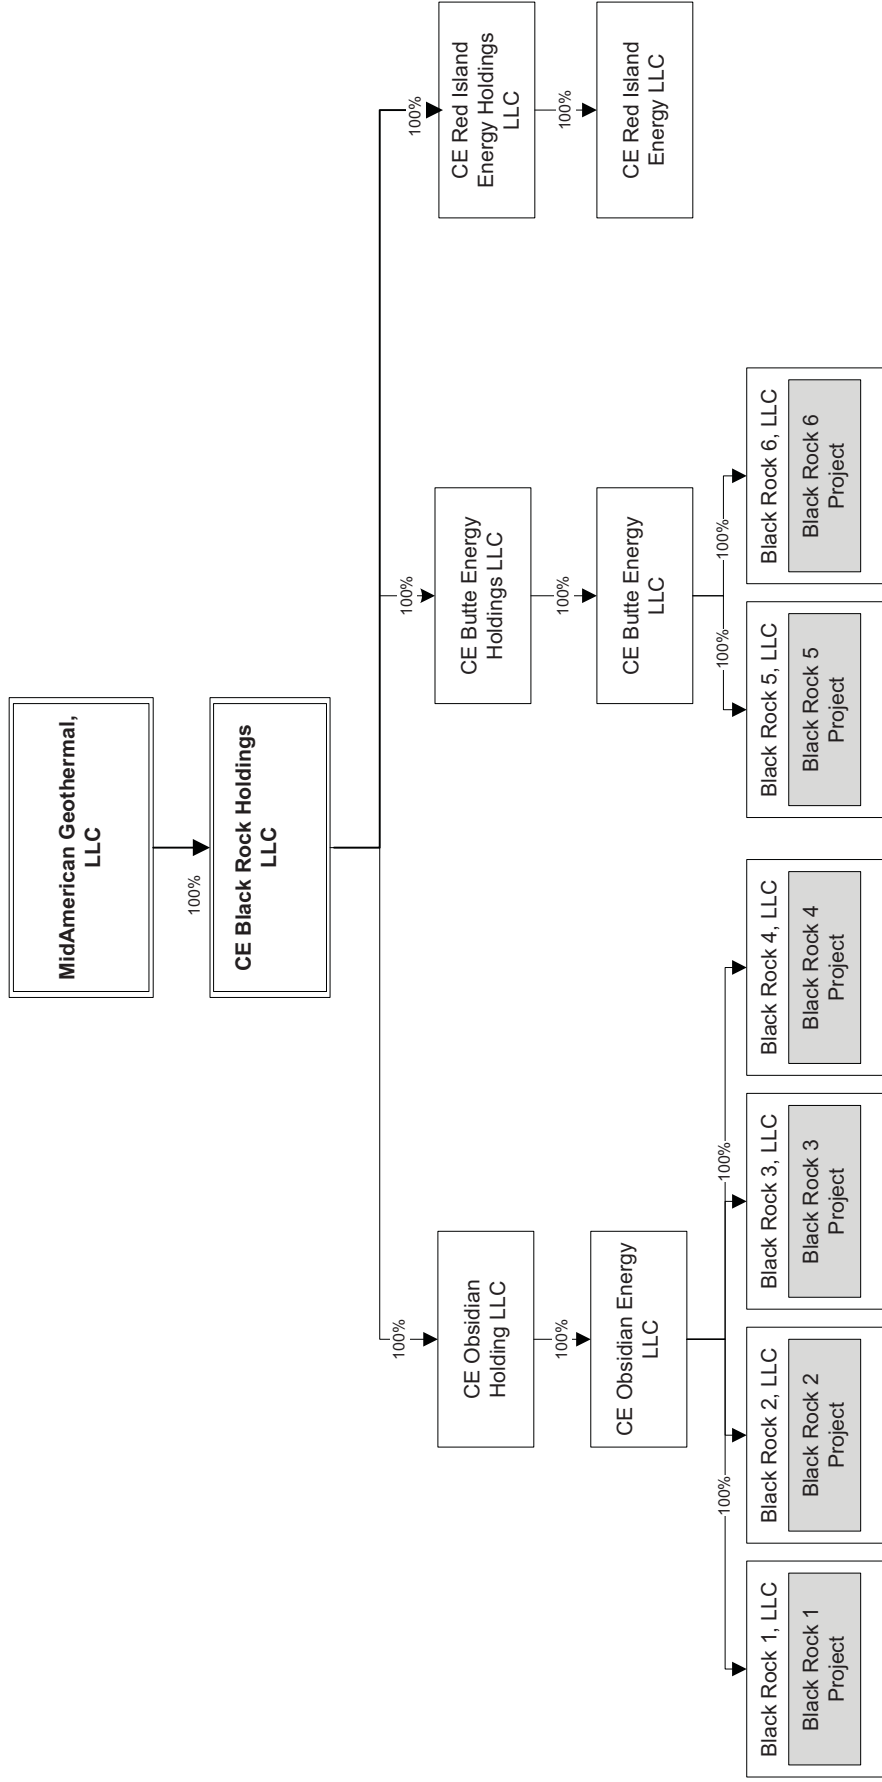 MidAmerican Geothermal,
LLC
100%
CE Black Rock Holdings
LLC
100%
100%
100%
CE Obsidian
Holding LLC
CE Butte Energy
Holdings LLC
CE Red Island
Energy Holdings
LLC
100%
100%
100%
CE Obsidian Energy
LLC
CE Butte Energy
LLC
CE Red Island
Energy LLC
100%
100%
100%
100%
Black Rock 1, LLC
Black Rock 1
Project
Black Rock 2, LLC
Black Rock 2
Project
Black Rock 3, LLC
Black Rock 3
Project
Black Rock 4, LLC
Black Rock 4
Project
Black Rock 5, LLC
Black Rock 5
Project
Black Rock 6, LLC
Black Rock 6
Project